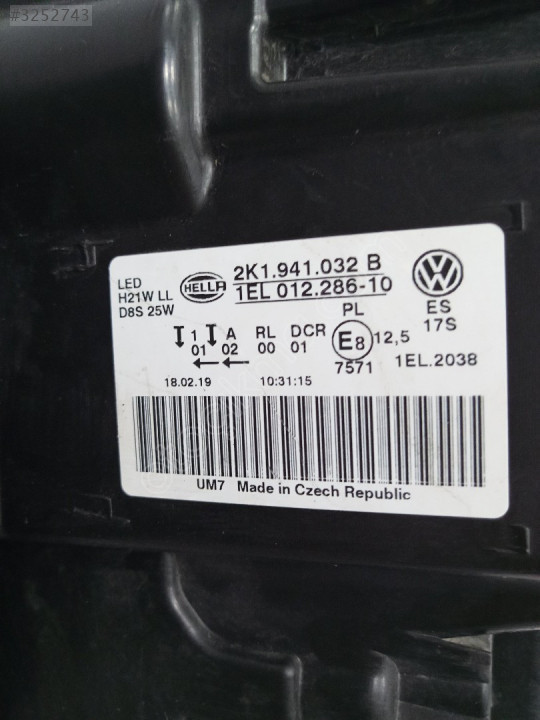 #3252743
LED
H21W LL
D8S 25W
HELLA
2K1.941.032 B
1EL 012.286-10
VW
ES
17S
PL
1 A RL DCR
01 02 00 01
E8 12,5
7571
1EL.2038
18.02.19 10:31:15
UM7 Made in Czech Republic